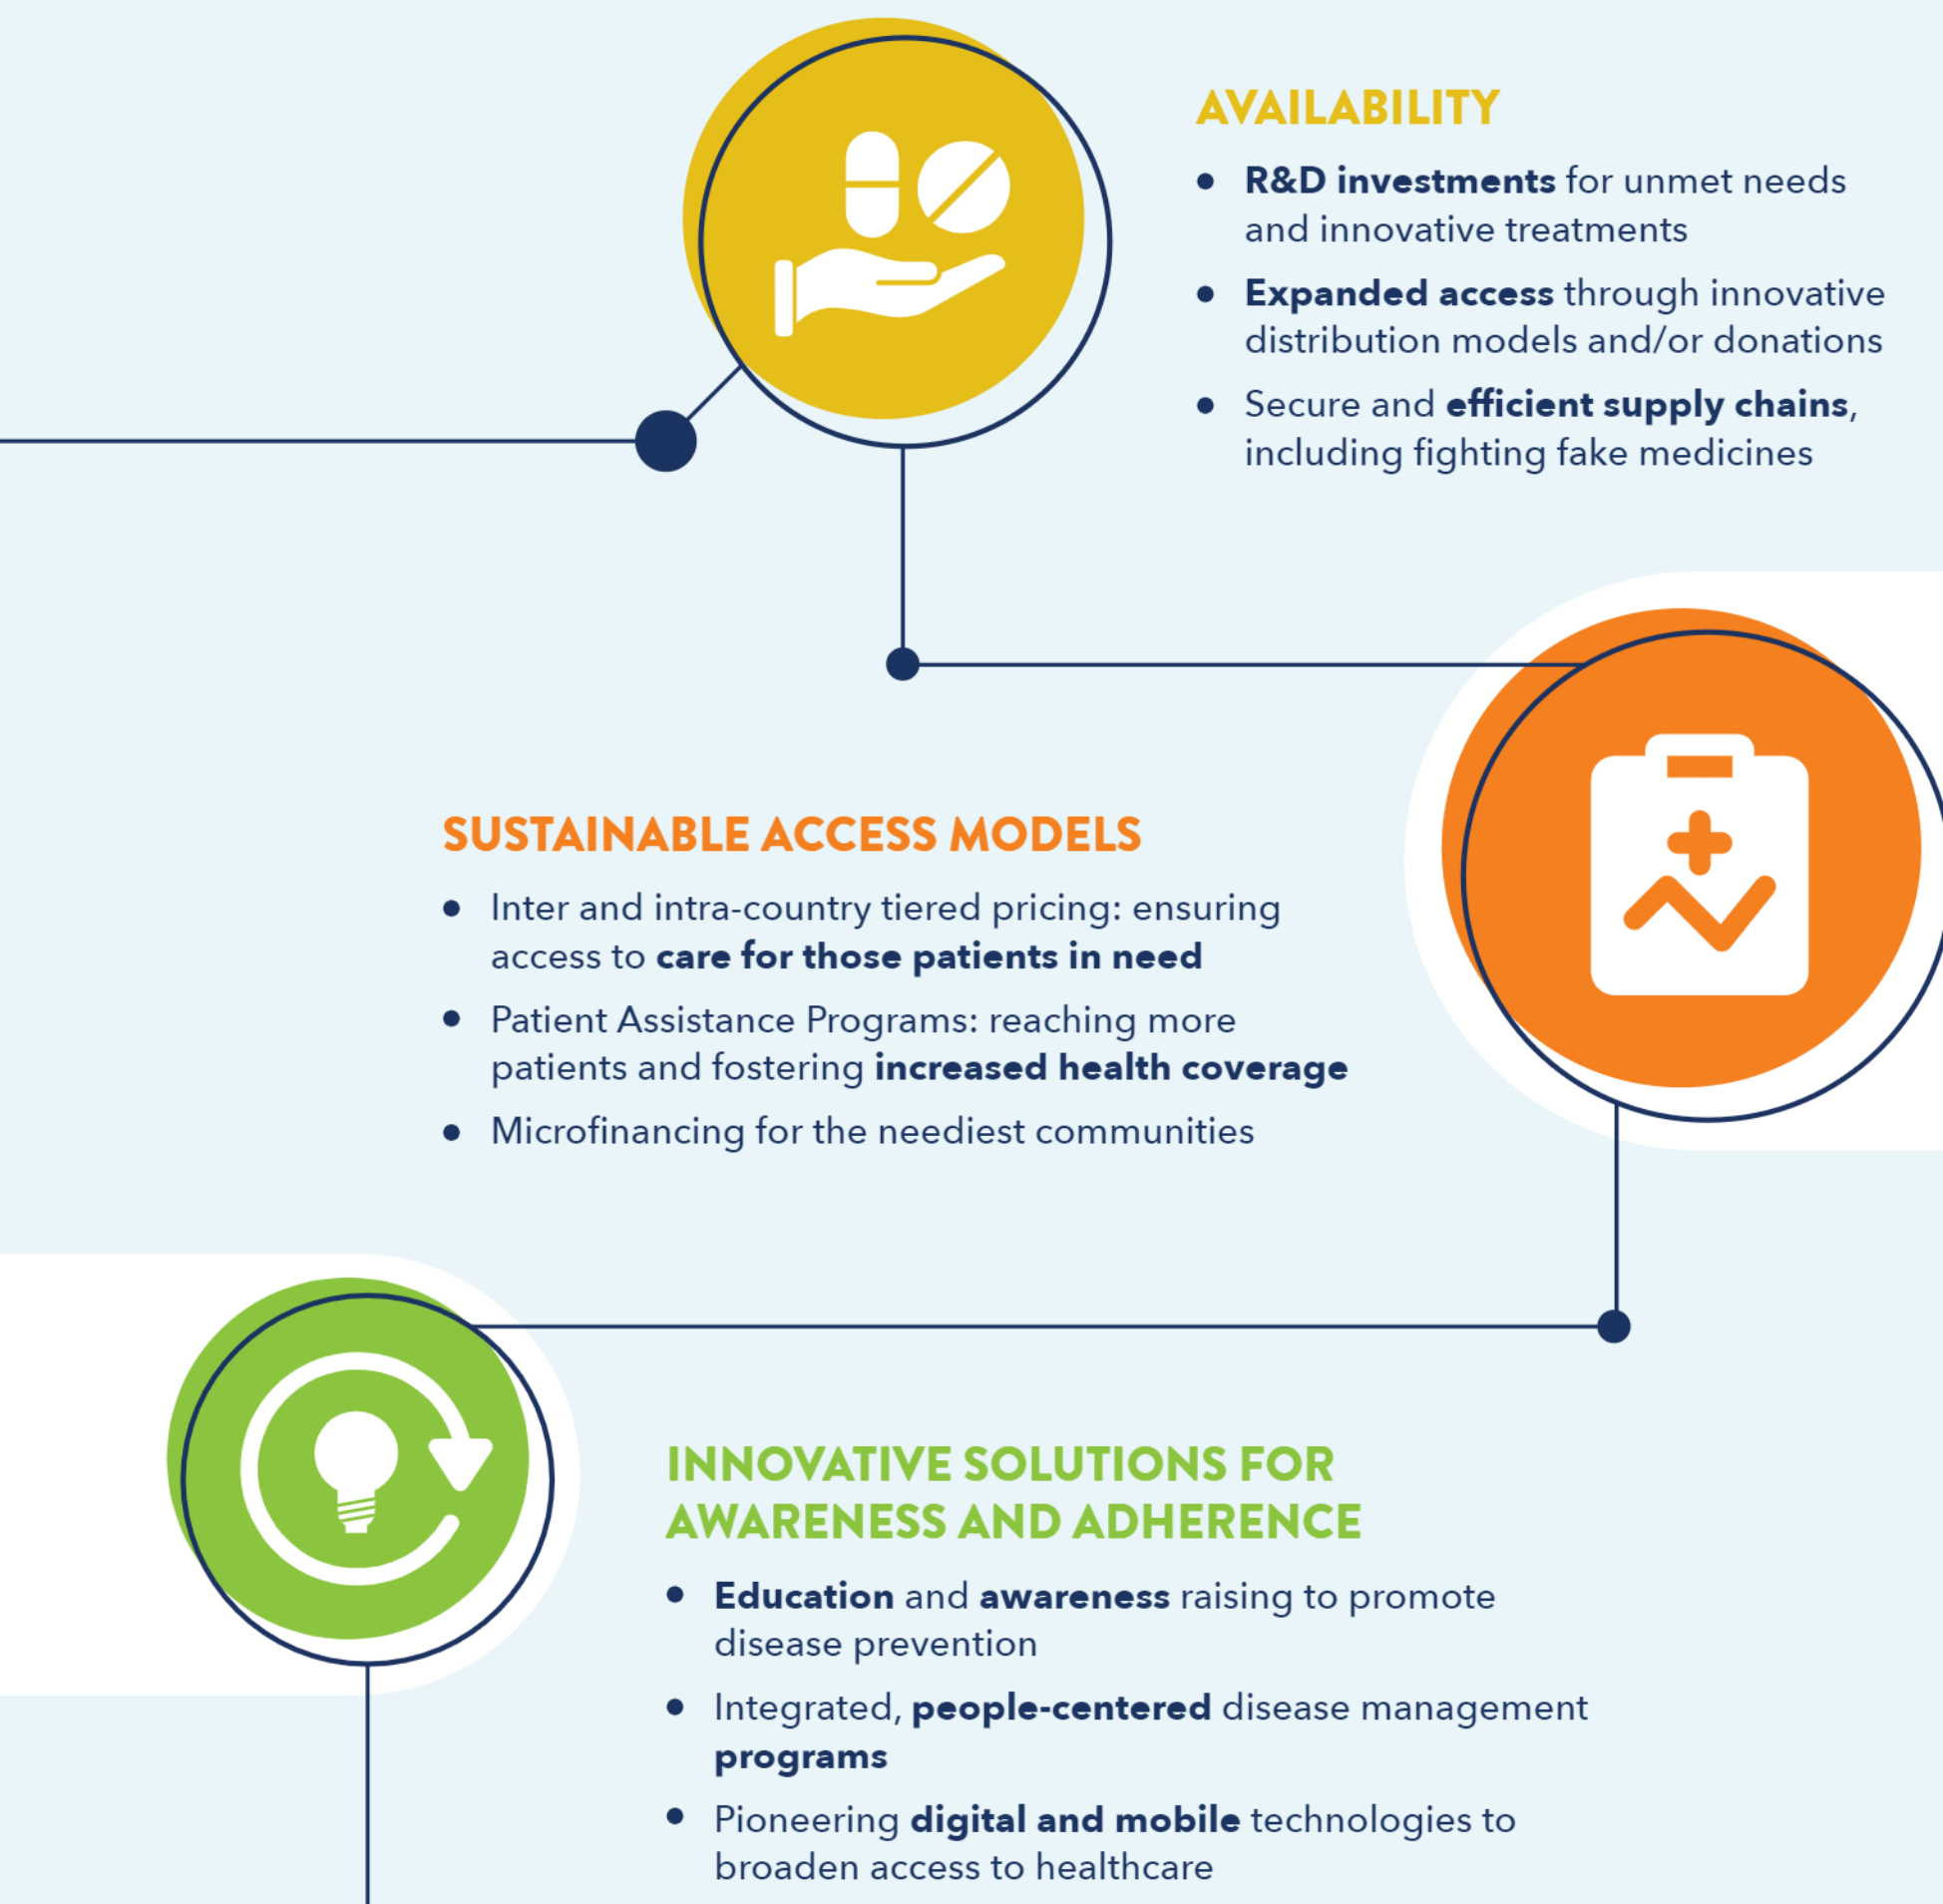 AVAILABILITY
• R&D investments for unmet needs
and innovative treatments
• Expanded access through innovative
distribution models and/or donations
• Secure and efficient supply chains,
including fighting fake medicines
SUSTAINABLE ACCESS MODELS
• Inter and intra-country tiered pricing: ensuring
access to care for those patients in need
• Patient Assistance Programs: reaching more
patients and fostering increased health coverage
• Microfinancing for the neediest communities
INNOVATIVE SOLUTIONS FOR
AWARENESS AND ADHERENCE
• Education and awareness raising to promote
disease prevention
• Integrated, people-centered disease management
programs
• Pioneering digital and mobile technologies to
broaden access to healthcare